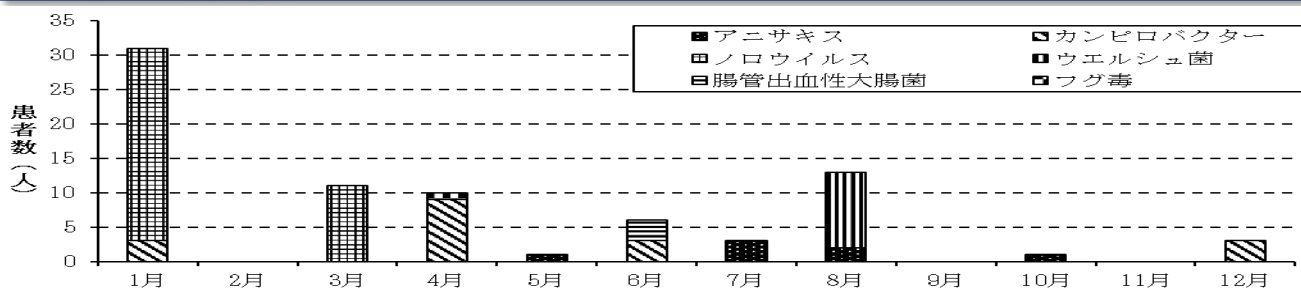 35
30
25
20
15
10
5
0
患者数(人)
アニサキス カンピロバクター
ノロウイルス ウエルシュ菌
腸管出血性大腸菌 フグ毒
1月 2月 3月 4月 5月 6月 7月 8月 9月 10月 11月 12月